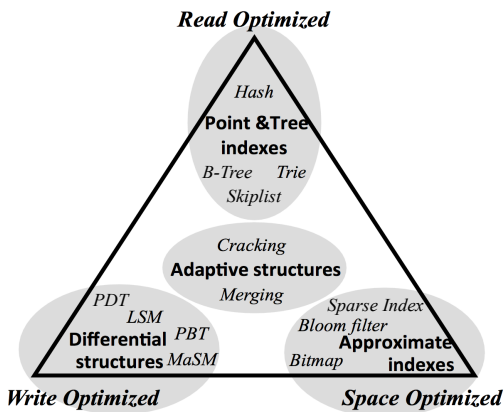 Read Optimized
Hash
Point &Tree
indexes
B-Tree Trie
Skiplist
Cracking
Adaptive structures
Merging
PDT
LSM
Differential PBT
structures MaSM
Sparse Index
Bloom filter
Approximate
Bitmap indexes
Write Optimized
Space Optimized